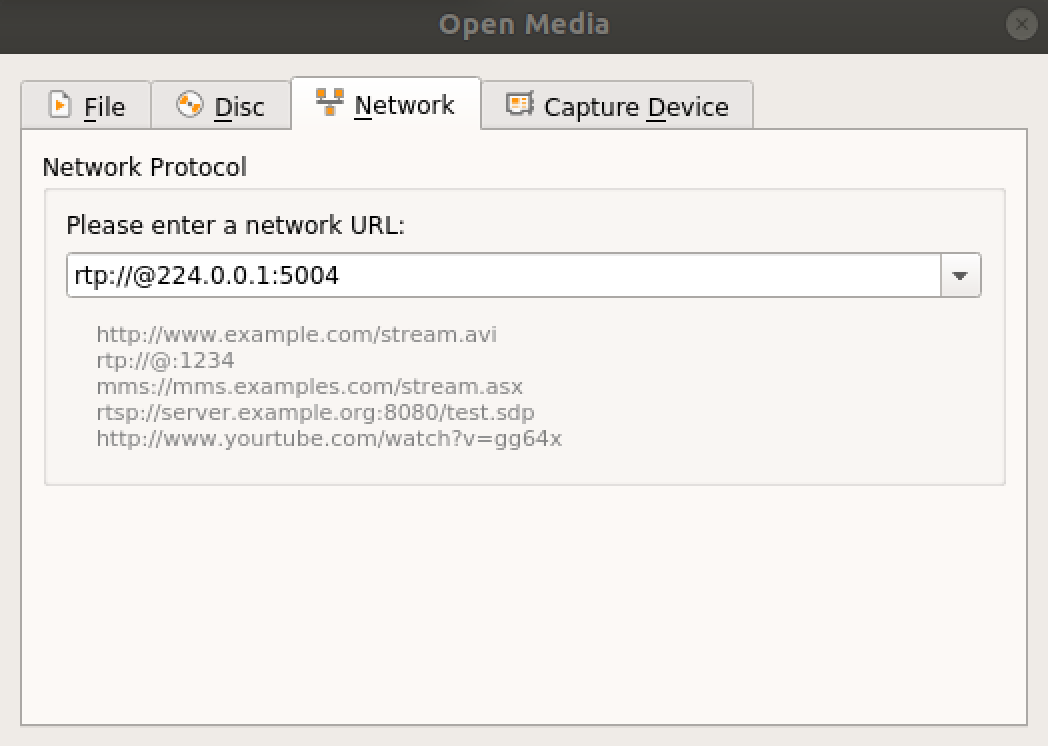 Open Media
File Disc Network Capture Device
Network Protocol
Please enter a network URL:
rtp://@224.0.0.1:5004
http://www.example.com/stream.avi
rtp://@:1234
mms://mms.examples.com/stream.asx
rtsp://server.example.org:8080/test.sdp
http://www.yourtube.com/watch?v=gg64x